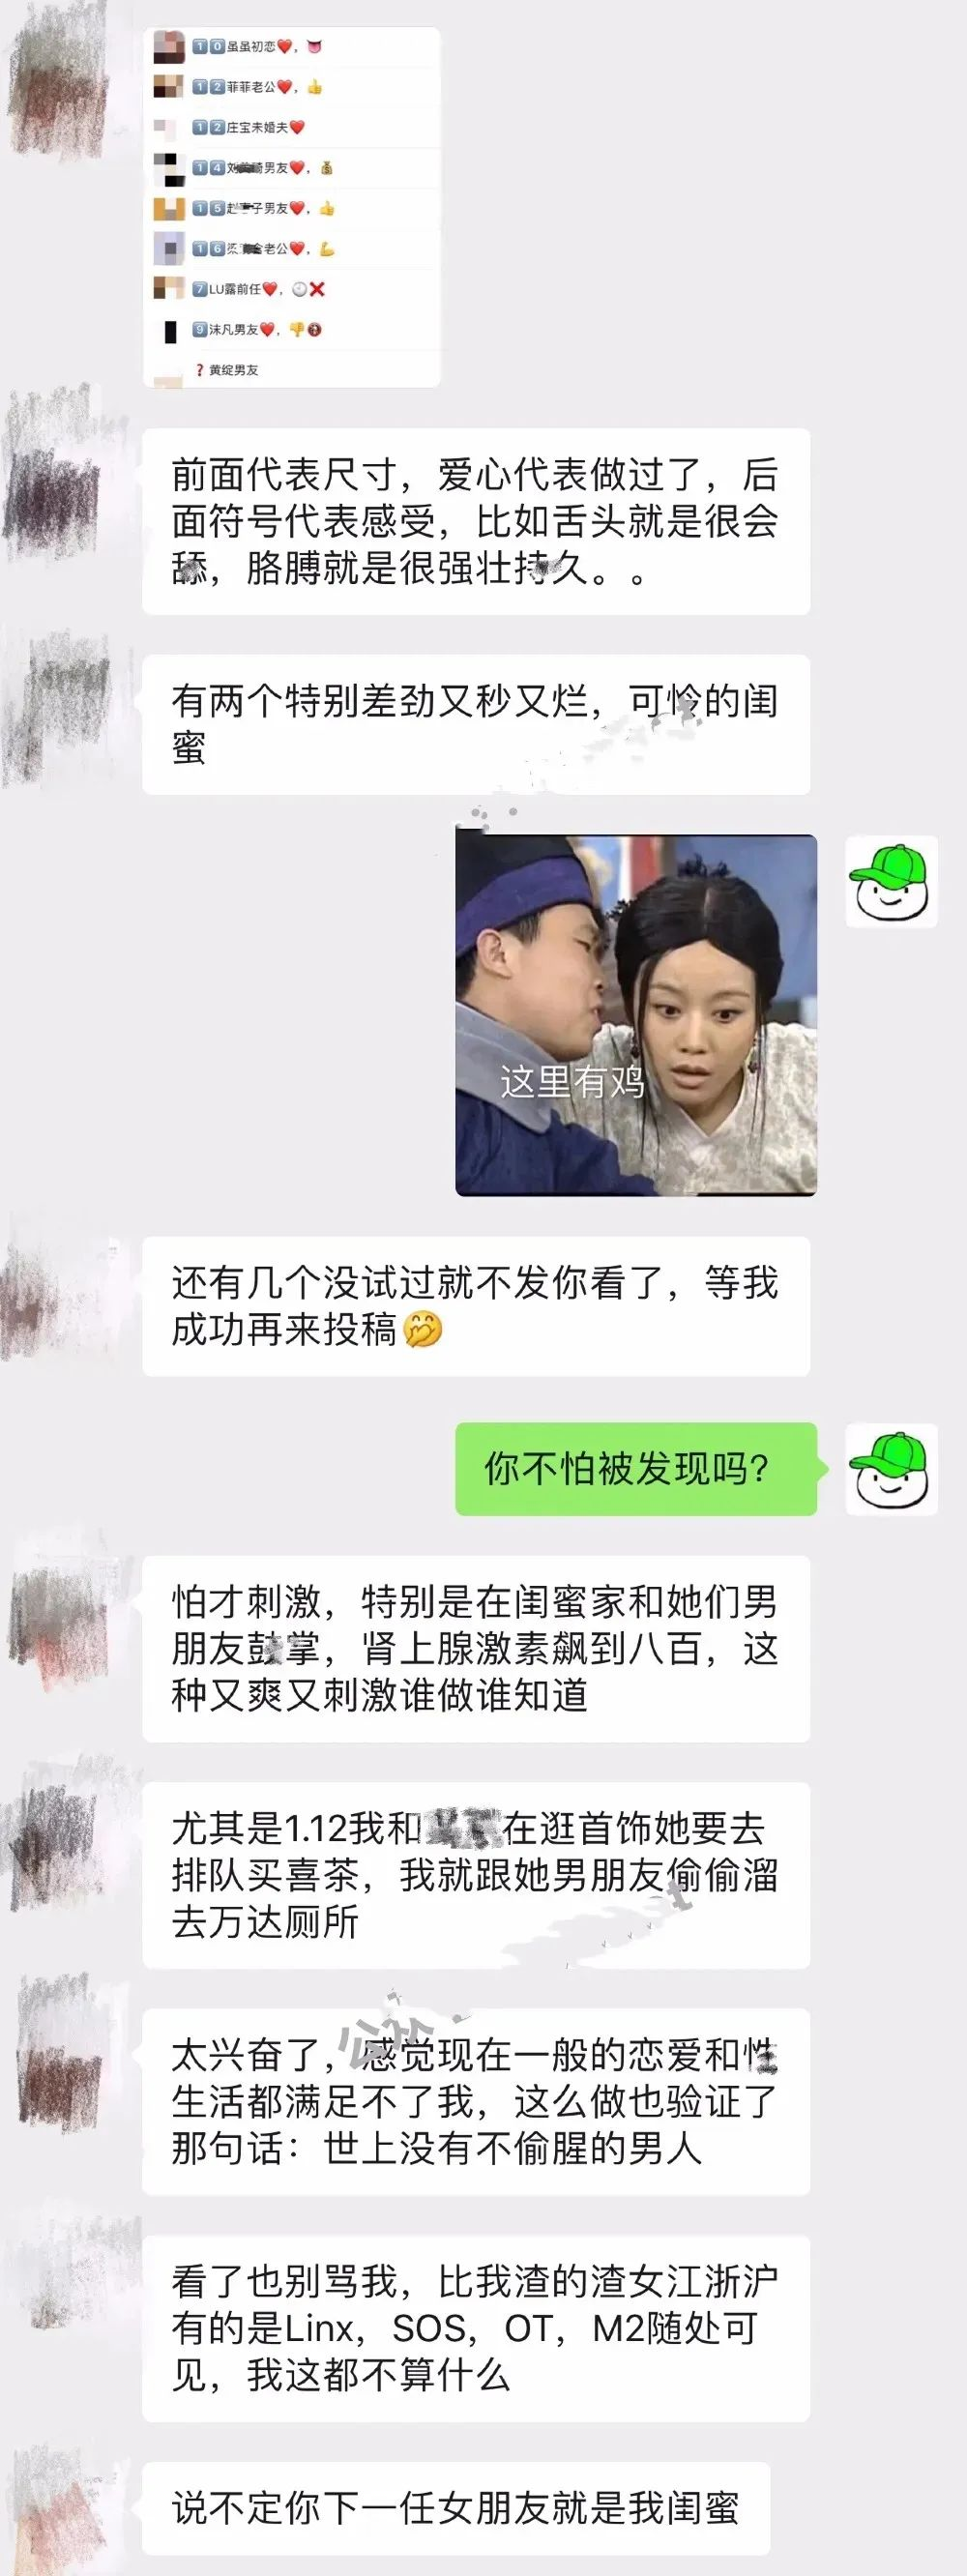 1️⃣0️⃣虽虽初恋❤️，👅
1️⃣2️⃣菲菲老公❤️，👍
1️⃣2️⃣庄宝未婚夫❤️
1️⃣4️⃣刘 琦男友❤️，💰
1️⃣5️⃣赵 子男友❤️，👍
1️⃣6️⃣ 老公❤️，💪
7️⃣LU露前任❤️，🕙❌
9️⃣沫凡男友❤️，👎🚱
❓黄绽男友
前面代表尺寸，爱心代表做过了，后
面符号代表感受，比如舌头就是很会
舔，胳膊就是很强壮持久。。
有两个特别差劲又秒又烂，可怜的闺
蜜
这里有鸡
还有几个没试过就不发你看了，等我
成功再来投稿🤭
你不怕被发现吗？
怕才刺激，特别是在闺蜜家和她们男
朋友鼓掌，肾上腺激素飙到八百，这
种又爽又刺激谁做谁知道
尤其是1.12我和 在逛首饰她要去
排队买喜茶，我就跟她男朋友偷偷溜
去万达厕所
公众
太兴奋了，感觉现在一般的恋爱和性
生活都满足不了我，这么做也验证了
那句话：世上没有不偷腥的男人
看了也别骂我，比我渣的渣女江浙沪
有的是Linx，SOS，OT，M2随处可
见，我这都不算什么
说不定你下一任女朋友就是我闺蜜